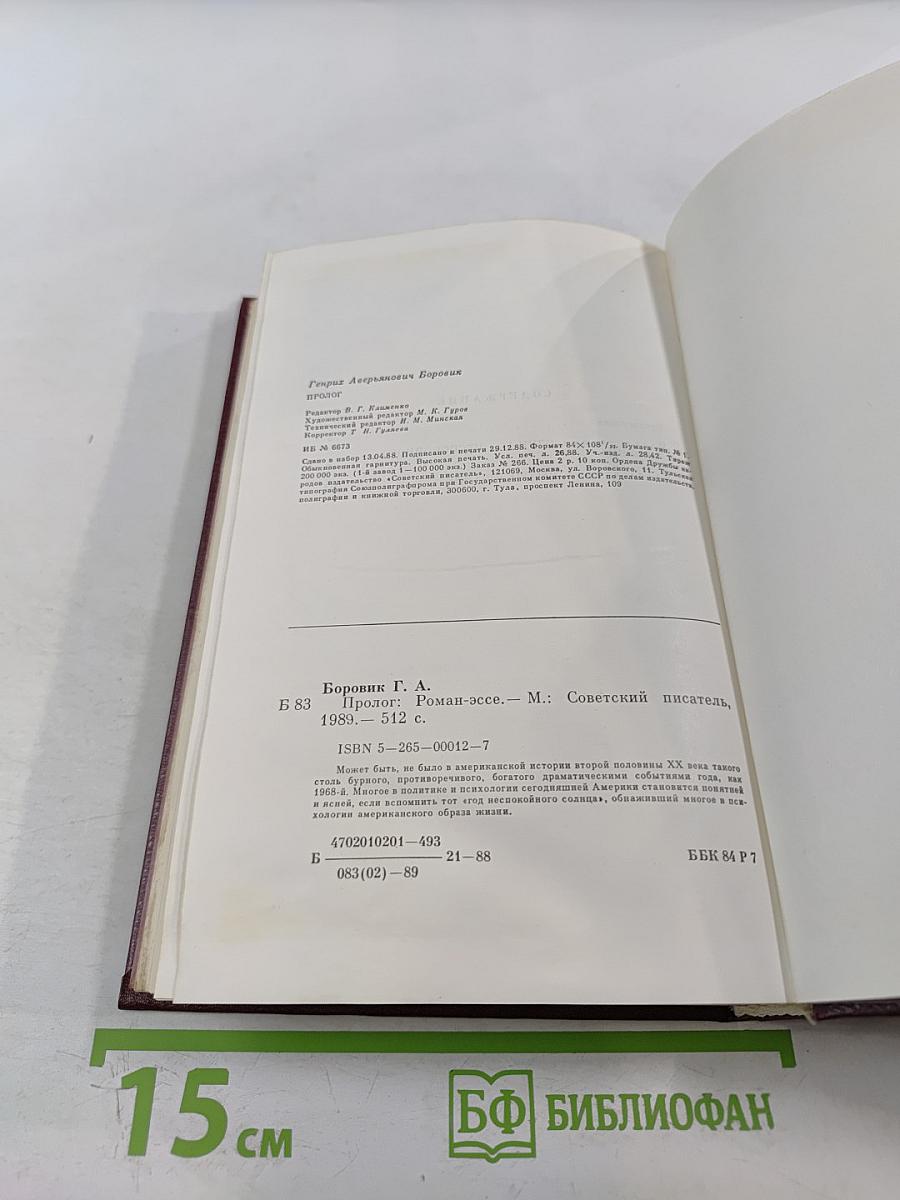 Генрих Аверьянович Боровик
ПРОЛОГ
Редактор В. Г. Клименко
Художественный редактор М. К. Гуров
Технический редактор И. М. Минская
Корректор Т. Н. Гуляева
ИБ № 6673
Сдано в набор 13.04.88. Подписано к печати 29.12.88. Формат 84×108¹/₃₂. Бумага тип. № 1.
Обыкновенная гарнитура. Высокая печать. Усл. печ. л. 26,88. Уч.-изд. л. 28,42. Тираж
200 000 экз. (1-й завод 1—100 000 экз.) Заказ № 266. Цена 2 р. 10 коп. Ордена Дружбы на-
родов издательство «Советский писатель», 121069, Москва, ул. Воровского, 11. Тульская
типография Союзполиграфпрома при Государственном комитете СССР по делам издательств,
полиграфии и книжной торговли, 300600, г. Тула, проспект Ленина, 109
Боровик Г. А.
Б 83 Пролог: Роман-эссе.— М.: Советский писатель,
1989.— 512 с.
ISBN 5—265—00012—7
Может быть, не было в американской истории второй половины XX века такого
столь бурного, противоречивого, богатого драматическими событиями года, как
1968-й. Многое в политике и психологии сегодняшней Америки становится понятней
и ясней, если вспомнить тот «год неспокойного солнца», обнаживший многое в пси-
хологии американского образа жизни.
4702010201—493
Б 21—88 ББК 84 Р 7
083(02)—89
15 см БФ БИБЛИОФАН